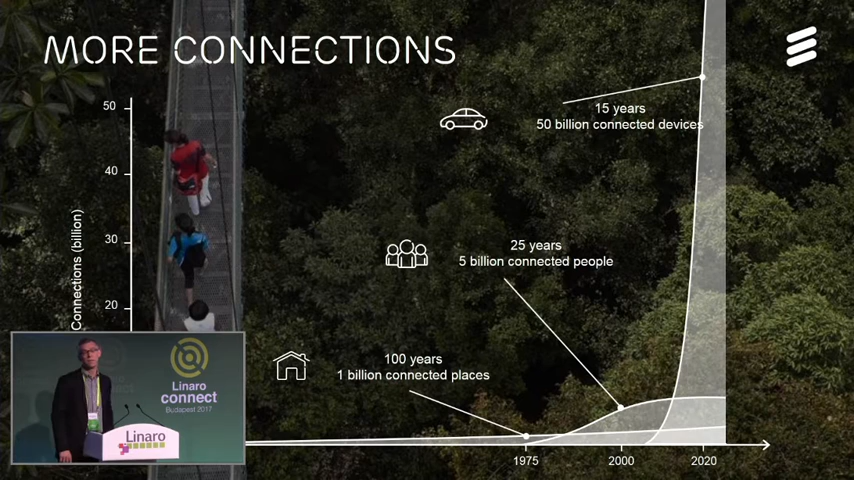 MORE CONNECTIONS
50
40
30
20
Connections (billion)
15 years
50 billion connected devices
25 years
5 billion connected people
100 years
1 billion connected places
1975
2000
2020
Linaro
connect
Budapest 2017
Linaro